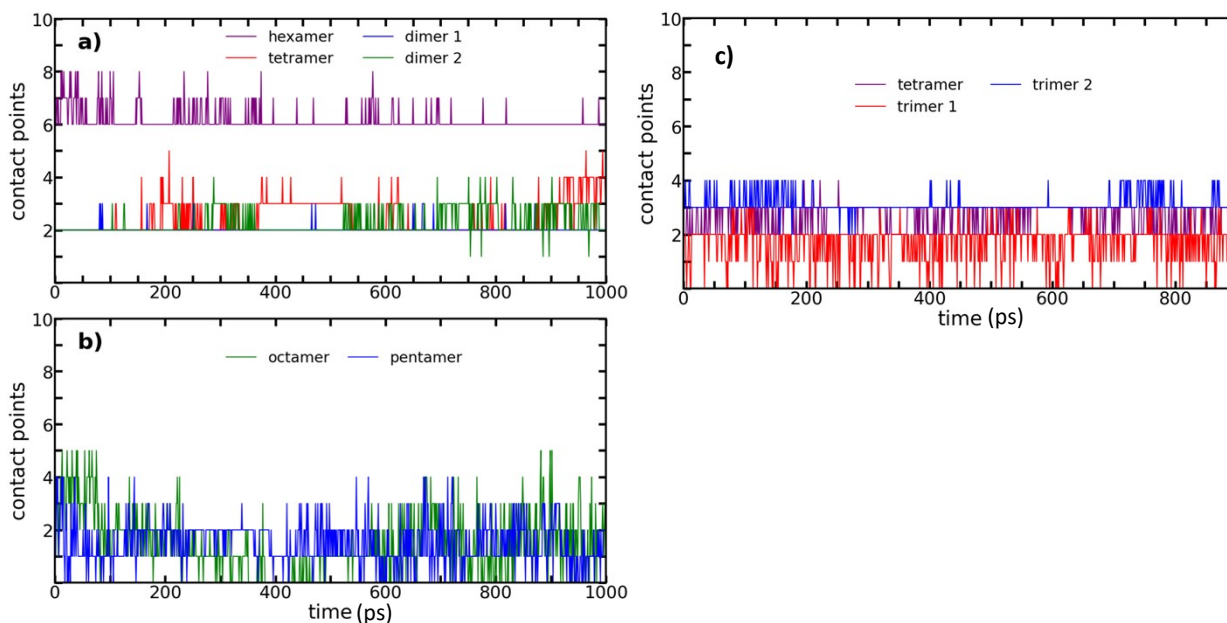 a)
hexamer dimer 1
tetramer dimer 2
contact points
10
8
6
4
2
0 200 400 600 800 1000
b)
octamer pentamer
contact points
10
8
6
4
2
0 200 400 600 800 1000
time (ps)
c)
tetramer trimer 2
trimer 1
contact points
10
8
6
4
2
0 200 400 600 800
time (ps)